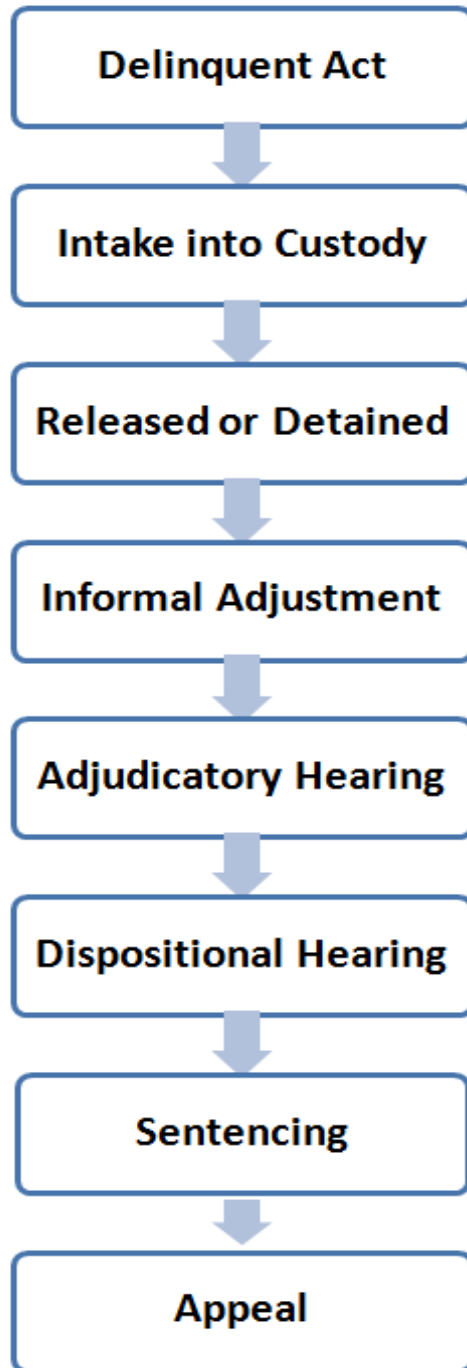 Delinquent Act
Intake into Custody
Released or Detained
Informal Adjustment
Adjudicatory Hearing
Dispositional Hearing
Sentencing
Appeal